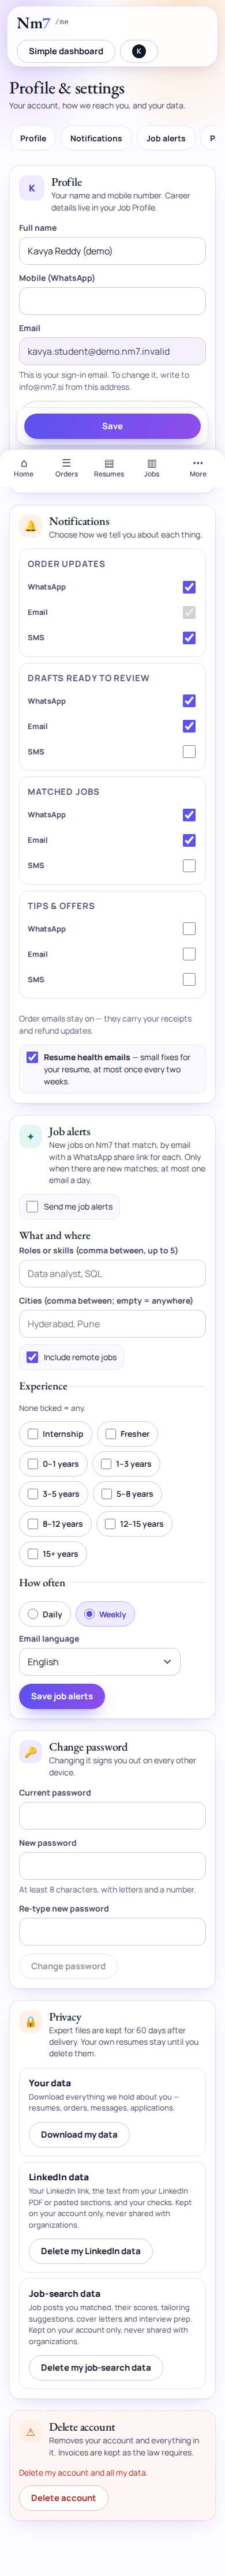 Nm7 /me
Simple dashboard
K
Profile & settings
Your account, how we reach you, and your data.
Profile
Notifications
Job alerts
P
K
Profile
Your name and mobile number. Career
details live in your Job Profile.
Full name
Kavya Reddy (demo)
Mobile (WhatsApp)
Email
kavya.student@demo.nm7.invalid
This is your sign-in email. To change it, write to
info@nm7.si from this address.
Save
Home
Orders
Resumes
Jobs
More
Notifications
Choose how we tell you about each thing.
ORDER UPDATES
WhatsApp
Email
SMS
DRAFTS READY TO REVIEW
WhatsApp
Email
SMS
MATCHED JOBS
WhatsApp
Email
SMS
TIPS & OFFERS
WhatsApp
Email
SMS
Order emails stay on — they carry your receipts
and refund updates.
Resume health emails — small fixes for
your resume, at most once every two
weeks.
Job alerts
New jobs on Nm7 that match, by email
with a WhatsApp share link for each. Only
when there are new matches; at most one
email a day.
Send me job alerts
What and where
Roles or skills (comma between, up to 5)
Data analyst, SQL
Cities (comma between; empty = anywhere)
Hyderabad, Pune
Include remote jobs
Experience
None ticked = any.
Internship
Fresher
0–1 years
1–3 years
3–5 years
5–8 years
8–12 years
12–15 years
15+ years
How often
Daily
Weekly
Email language
English
Save job alerts
Change password
Changing it signs you out on every other
device.
Current password
New password
At least 8 characters, with letters and a number.
Re-type new password
Change password
Privacy
Expert files are kept for 60 days after
delivery. Your own resumes stay until you
delete them.
Your data
Download everything we hold about you —
resumes, orders, messages, applications.
Download my data
LinkedIn data
Your LinkedIn link, the text from your LinkedIn
PDF or pasted sections, and your checks. Kept
on your account only, never shared with
organizations.
Delete my LinkedIn data
Job-search data
Job posts you matched, their scores, tailoring
suggestions, cover letters and interview prep.
Kept on your account only, never shared with
organizations.
Delete my job-search data
Delete account
Removes your account and everything in
it. Invoices are kept as the law requires.
Delete my account and all my data.
Delete account